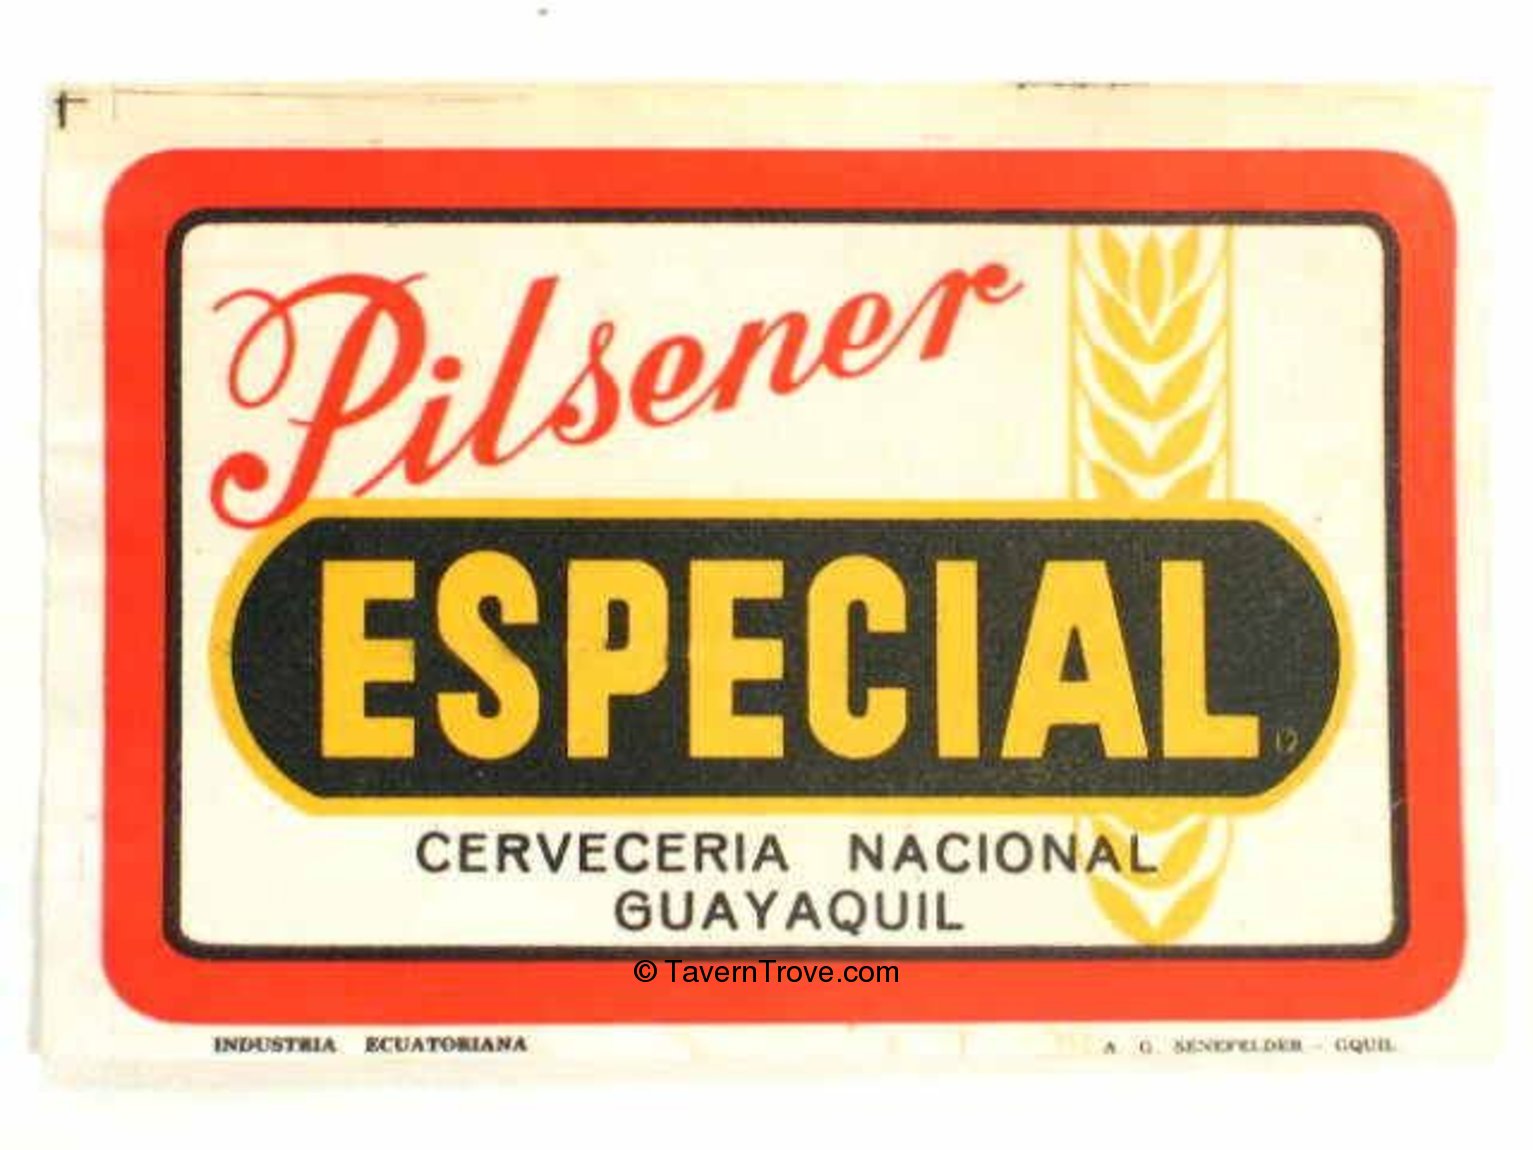 Pilsener
ESPECIAL
CERVECERIA NACIONAL
GUAYAQUIL
© TavernTrove.com
INDUSTRIA ECUATORIANA
A. G. SENEFELDER - GQUIL